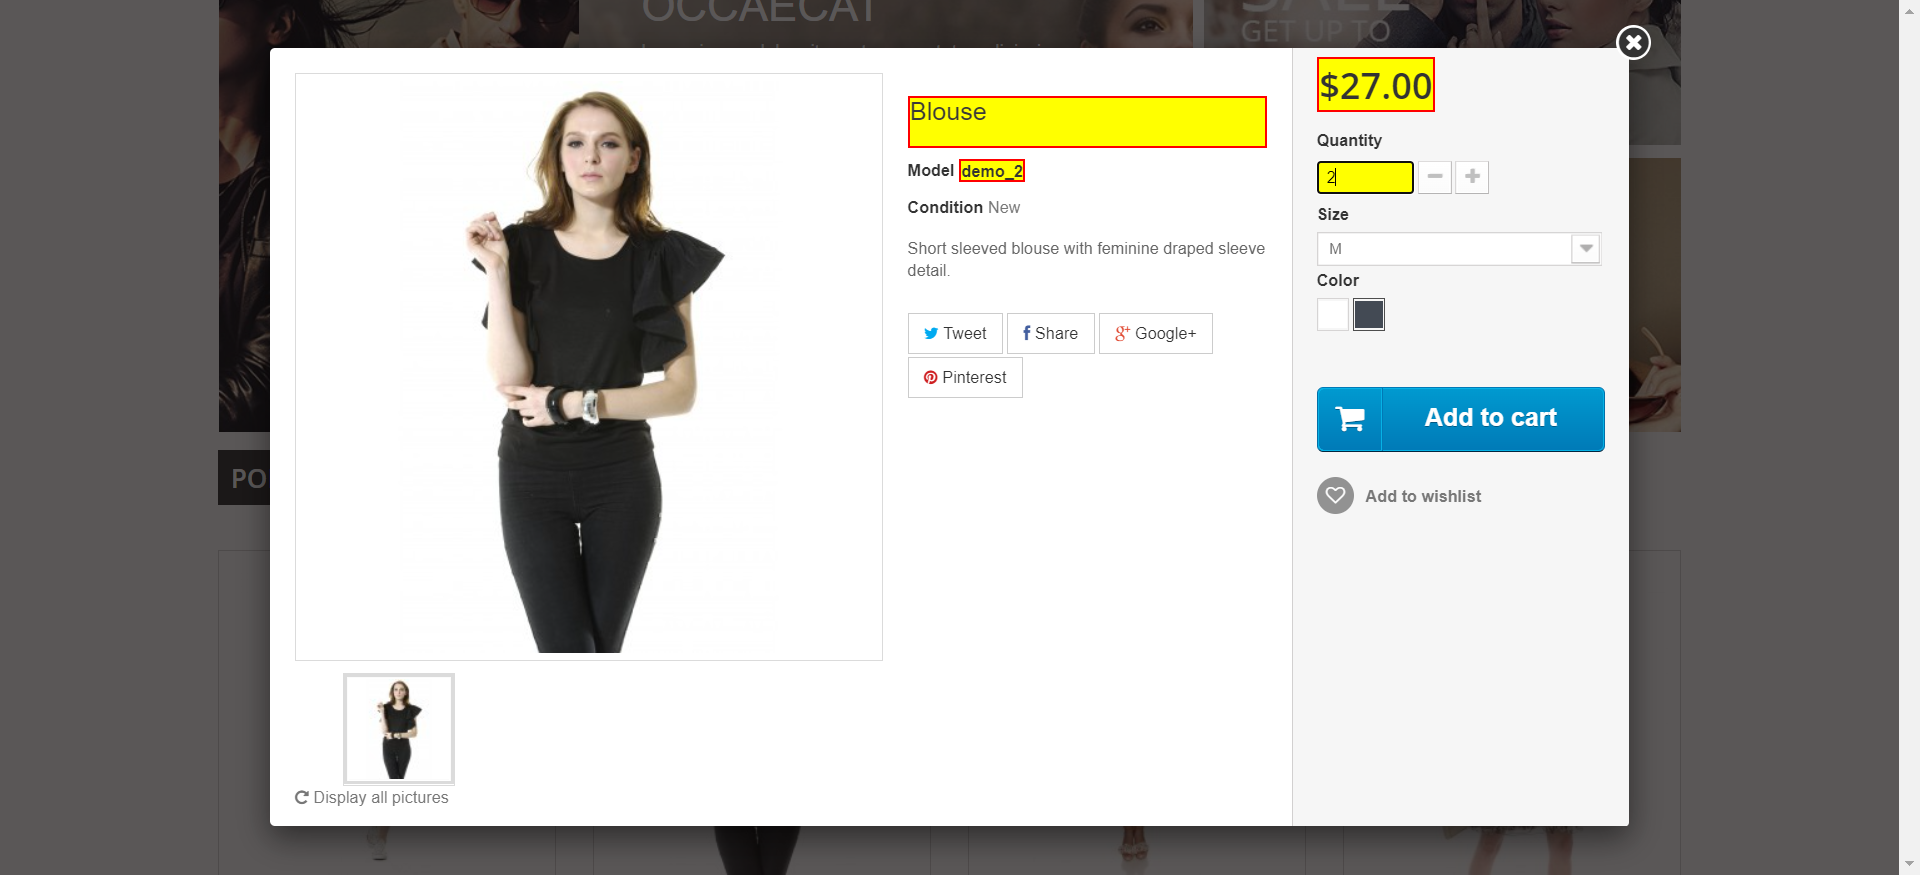 OCCAECAT
SALE
GET UP TO
$27.00
Blouse
Quantity
Model demo_2
2
Condition New
Size
Short sleeved blouse with feminine draped sleeve
detail.
M
Color
Tweet
Share
Google+
Pinterest
Add to cart
PO
Add to wishlist
Display all pictures